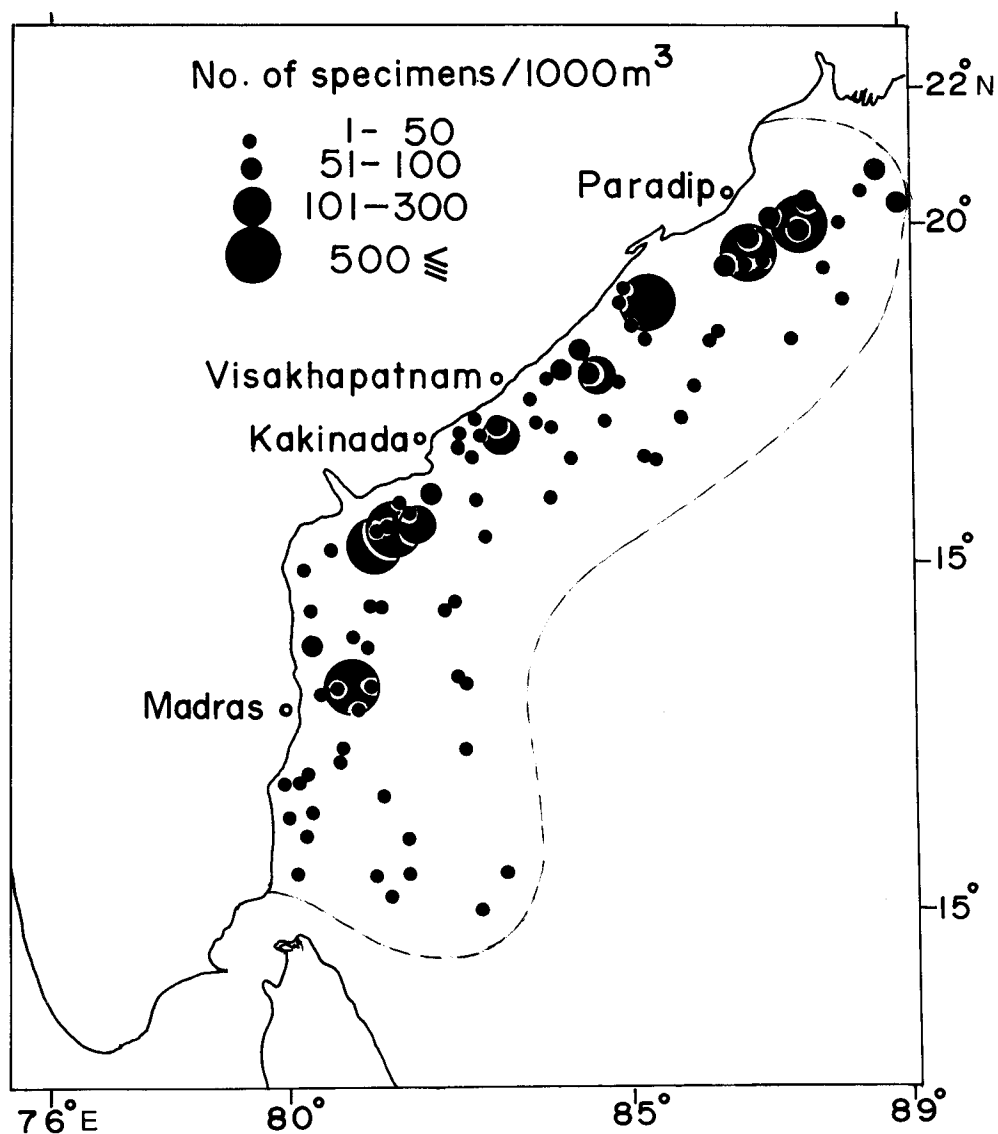 No. of specimens/1000m³
1- 50
51- 100
101-300
500 ≦
22° N
Paradip
20°
Visakhapatnam
Kakinada
15°
Madras
15°
76°E
80°
85°
89°